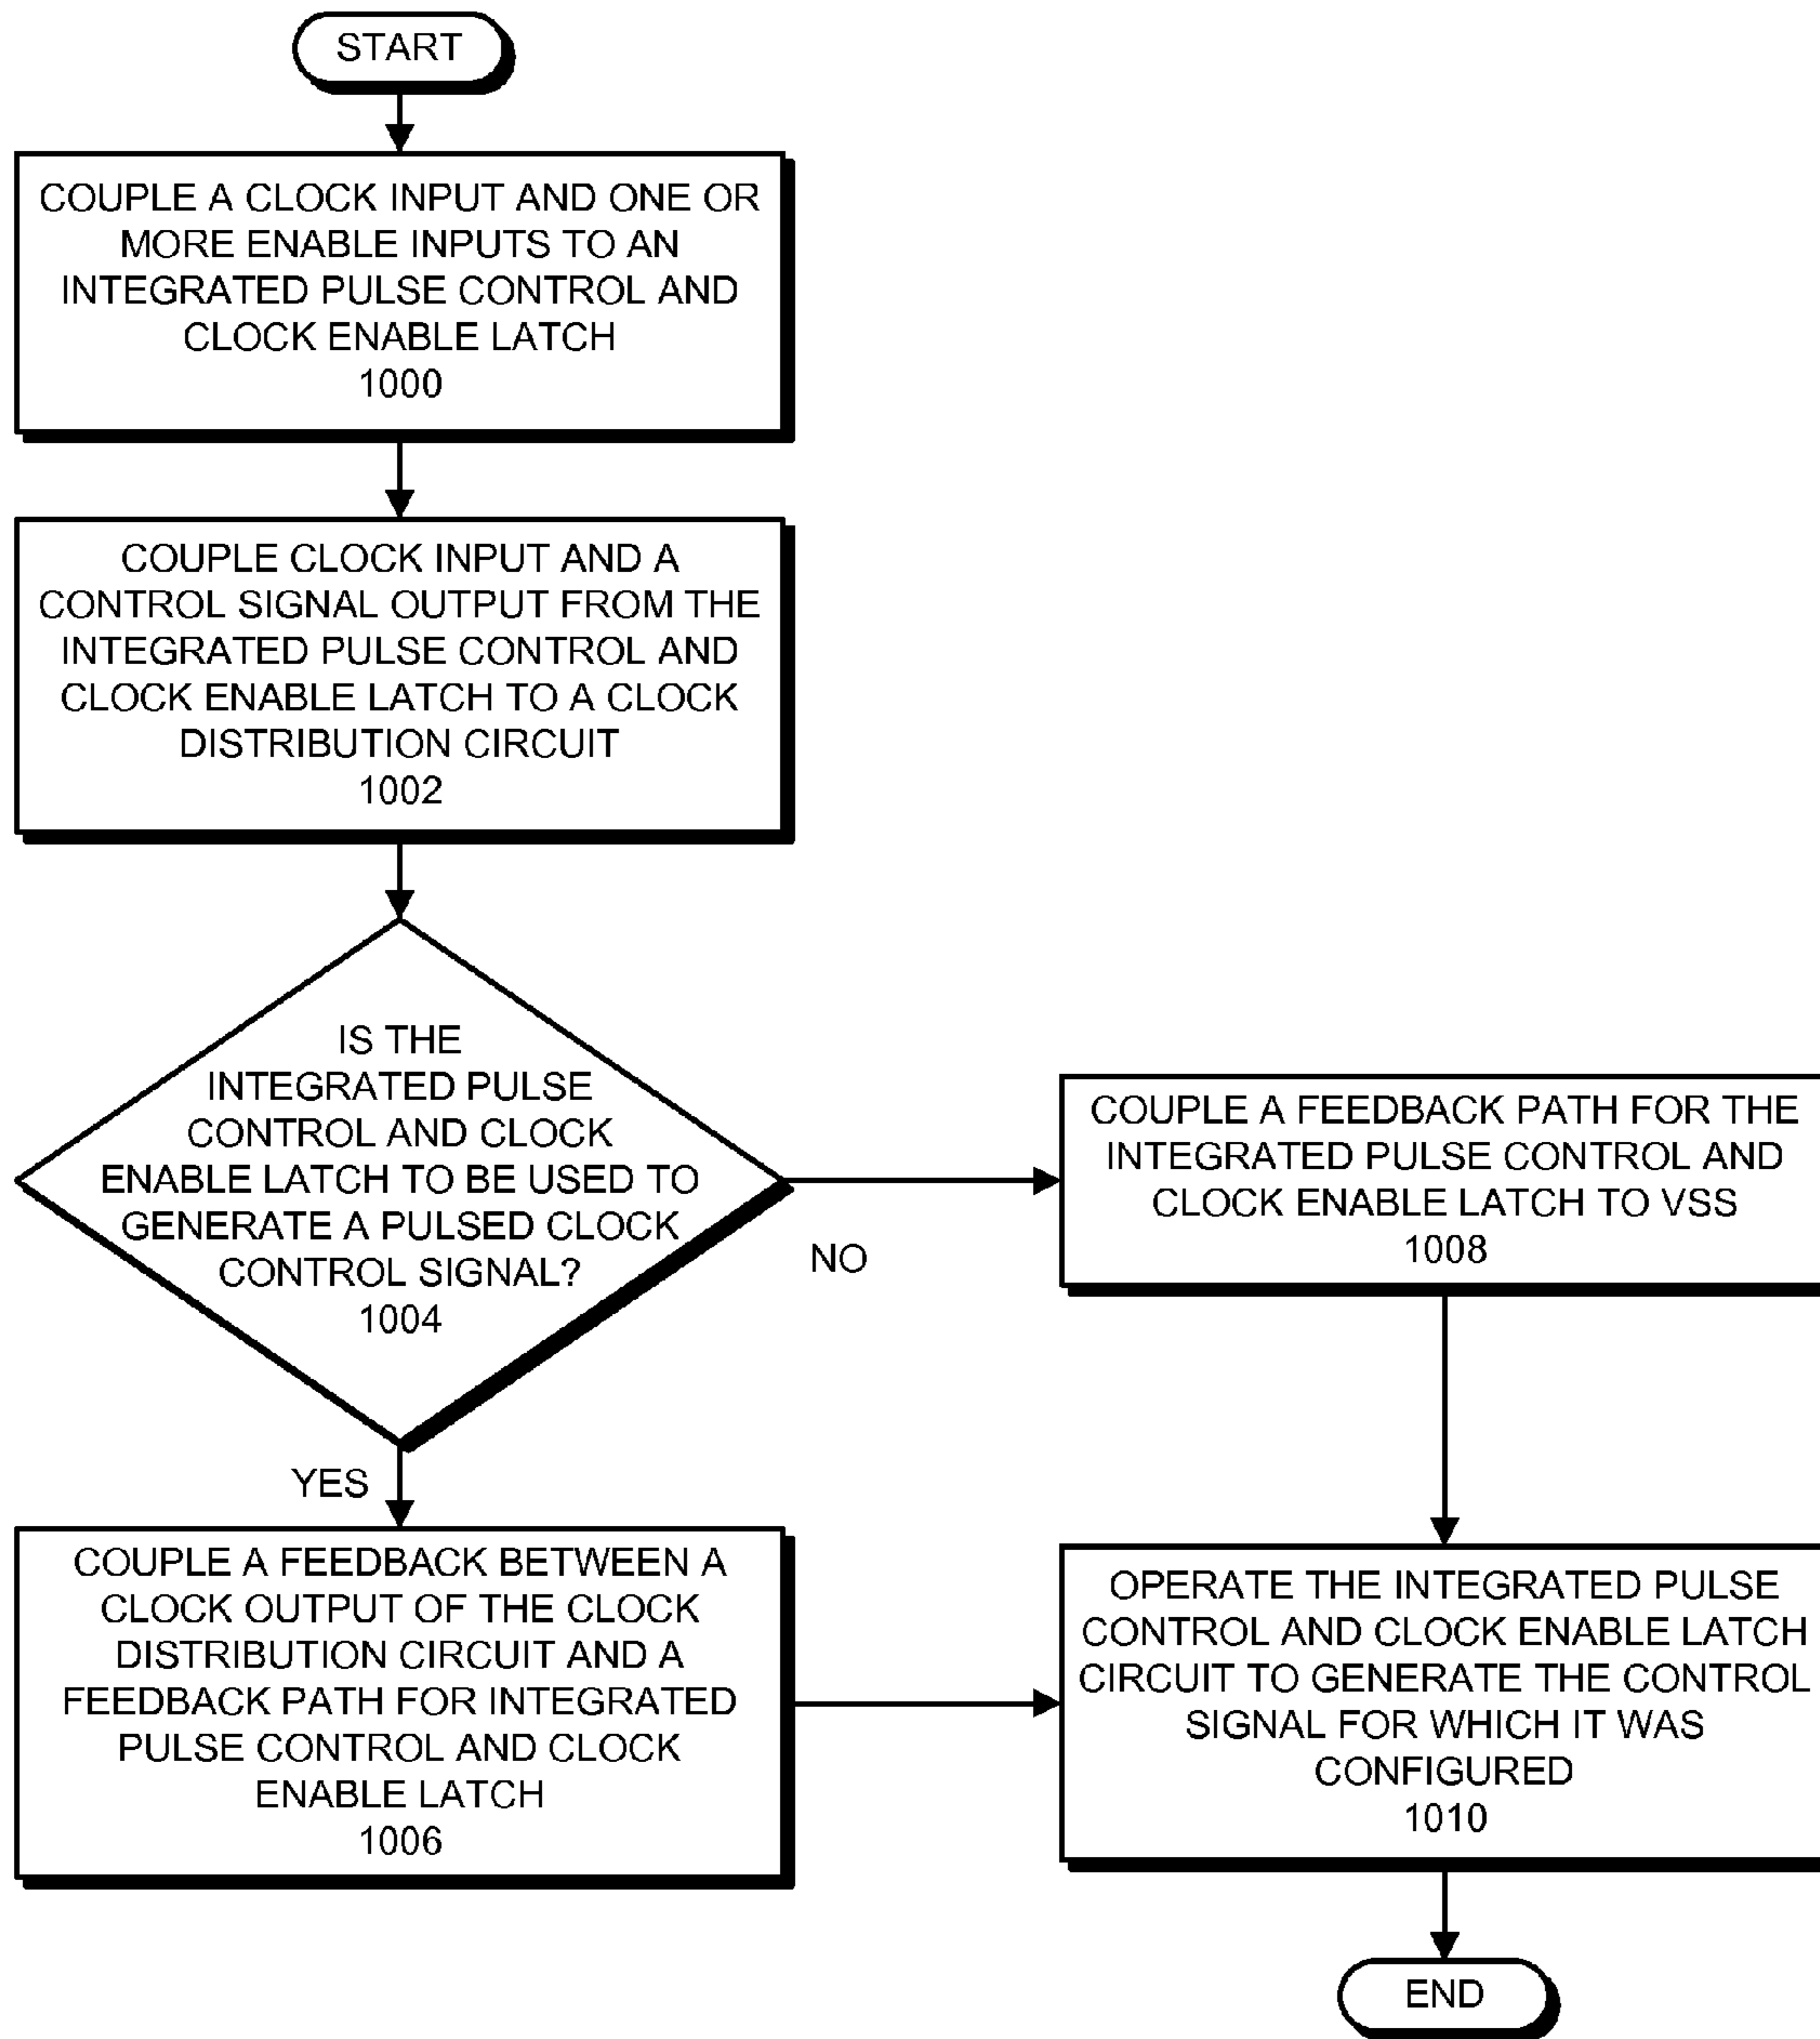 START
COUPLE A CLOCK INPUT AND ONE OR
MORE ENABLE INPUTS TO AN
INTEGRATED PULSE CONTROL AND
CLOCK ENABLE LATCH
1000
COUPLE CLOCK INPUT AND A
CONTROL SIGNAL OUTPUT FROM THE
INTEGRATED PULSE CONTROL AND
CLOCK ENABLE LATCH TO A CLOCK
DISTRIBUTION CIRCUIT
1002
IS THE
INTEGRATED PULSE
CONTROL AND CLOCK
ENABLE LATCH TO BE USED TO
GENERATE A PULSED CLOCK
CONTROL SIGNAL?
1004
NO
YES
COUPLE A FEEDBACK PATH FOR THE
INTEGRATED PULSE CONTROL AND
CLOCK ENABLE LATCH TO VSS
1008
COUPLE A FEEDBACK BETWEEN A
CLOCK OUTPUT OF THE CLOCK
DISTRIBUTION CIRCUIT AND A
FEEDBACK PATH FOR INTEGRATED
PULSE CONTROL AND CLOCK
ENABLE LATCH
1006
OPERATE THE INTEGRATED PULSE
CONTROL AND CLOCK ENABLE LATCH
CIRCUIT TO GENERATE THE CONTROL
SIGNAL FOR WHICH IT WAS
CONFIGURED
1010
END